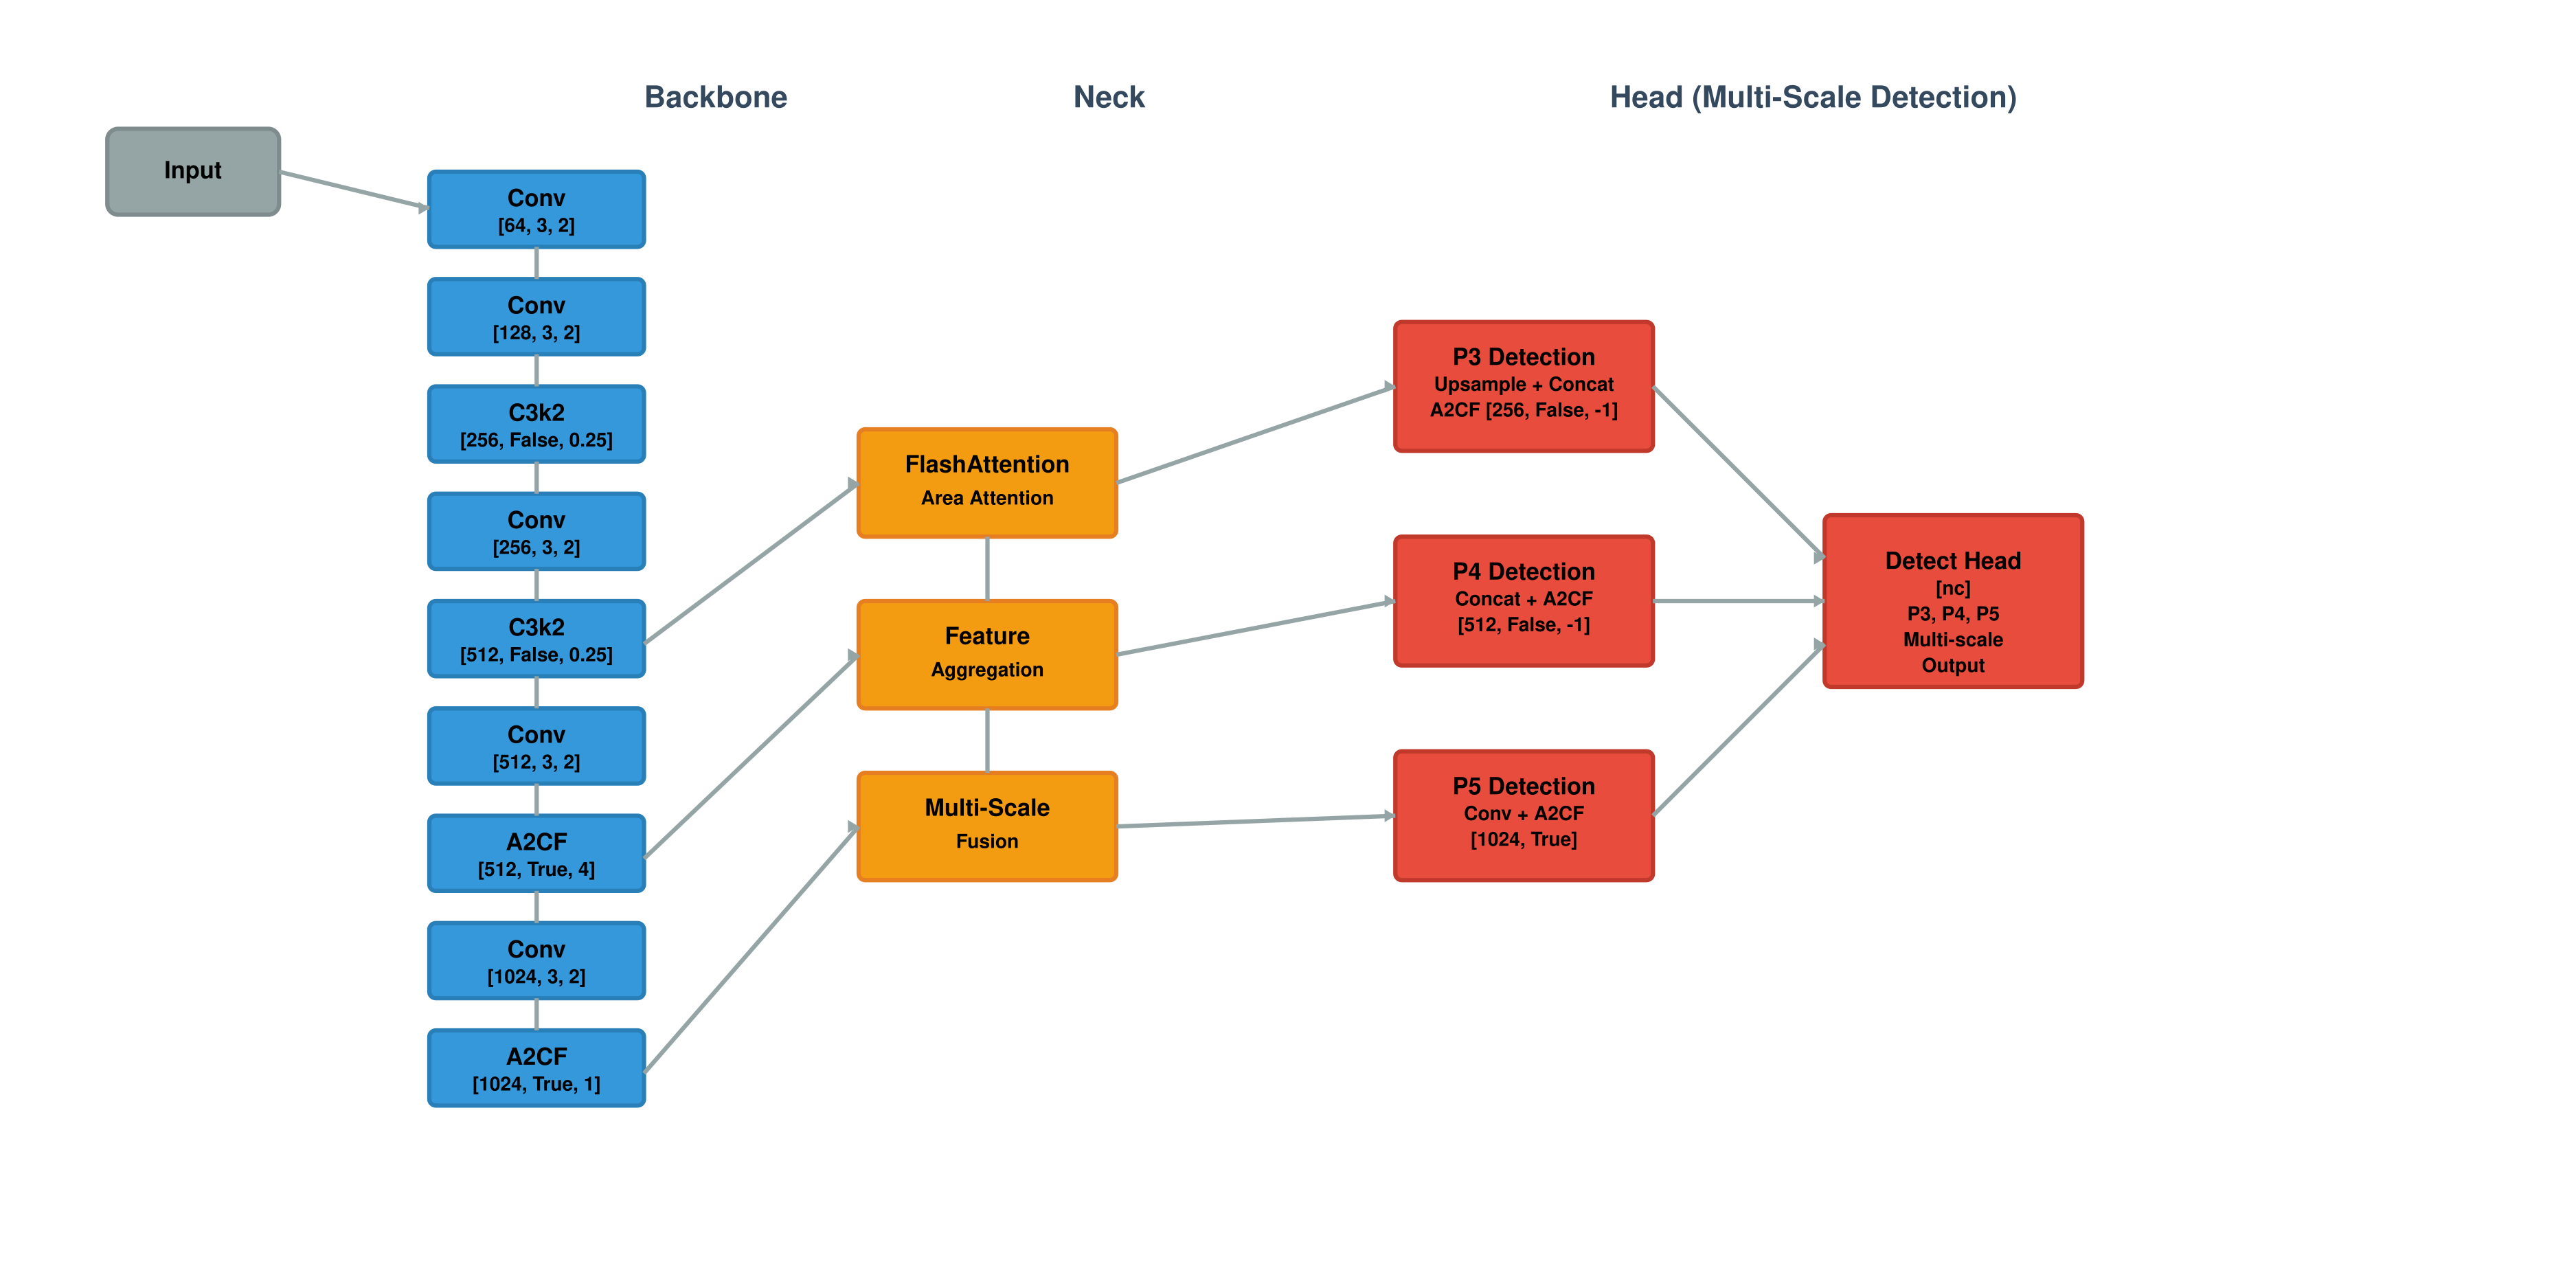 Backbone
Neck
Head (Multi-Scale Detection)
Input
Conv
[64, 3, 2]
Conv
[128, 3, 2]
C3k2
[256, False, 0.25]
Conv
[256, 3, 2]
C3k2
[512, False, 0.25]
Conv
[512, 3, 2]
A2CF
[512, True, 4]
Conv
[1024, 3, 2]
A2CF
[1024, True, 1]
FlashAttention
Area Attention
Feature
Aggregation
Multi-Scale
Fusion
P3 Detection
Upsample + Concat
A2CF [256, False, -1]
P4 Detection
Concat + A2CF
[512, False, -1]
P5 Detection
Conv + A2CF
[1024, True]
Detect Head
[nc]
P3, P4, P5
Multi-scale
Output